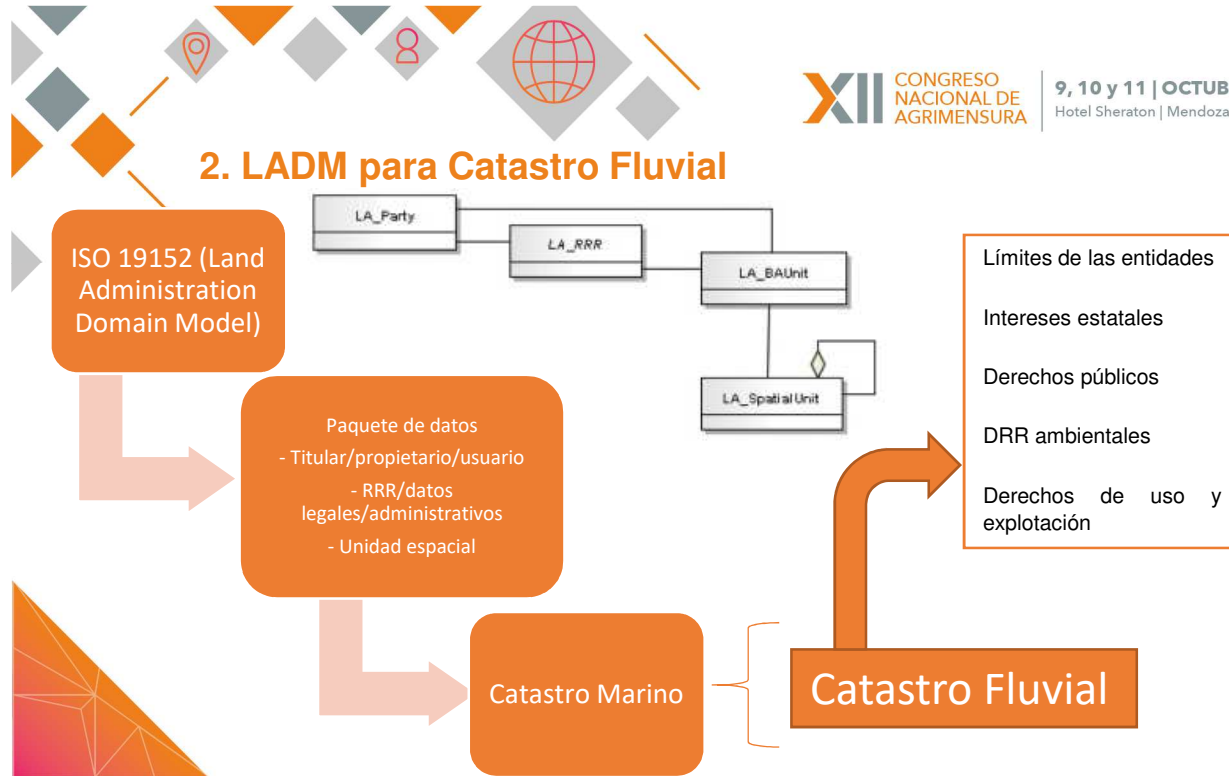 XII CONGRESO
NACIONAL DE
AGRIMENSURA
9, 10 y 11 | OCTUB
Hotel Sheraton | Mendoza
2. LADM para Catastro Fluvial
ISO 19152 (Land
Administration
Domain Model)
LA_Party
LA_RRR
LA_BAUnit
LA_SpatialUnit
Paquete de datos
- Titular/propietario/usuario
- RRR/datos
legales/administrativos
- Unidad espacial
Catastro Marino
Catastro Fluvial
Límites de las entidades
Intereses estatales
Derechos públicos
DRR ambientales
Derechos de uso y
explotación